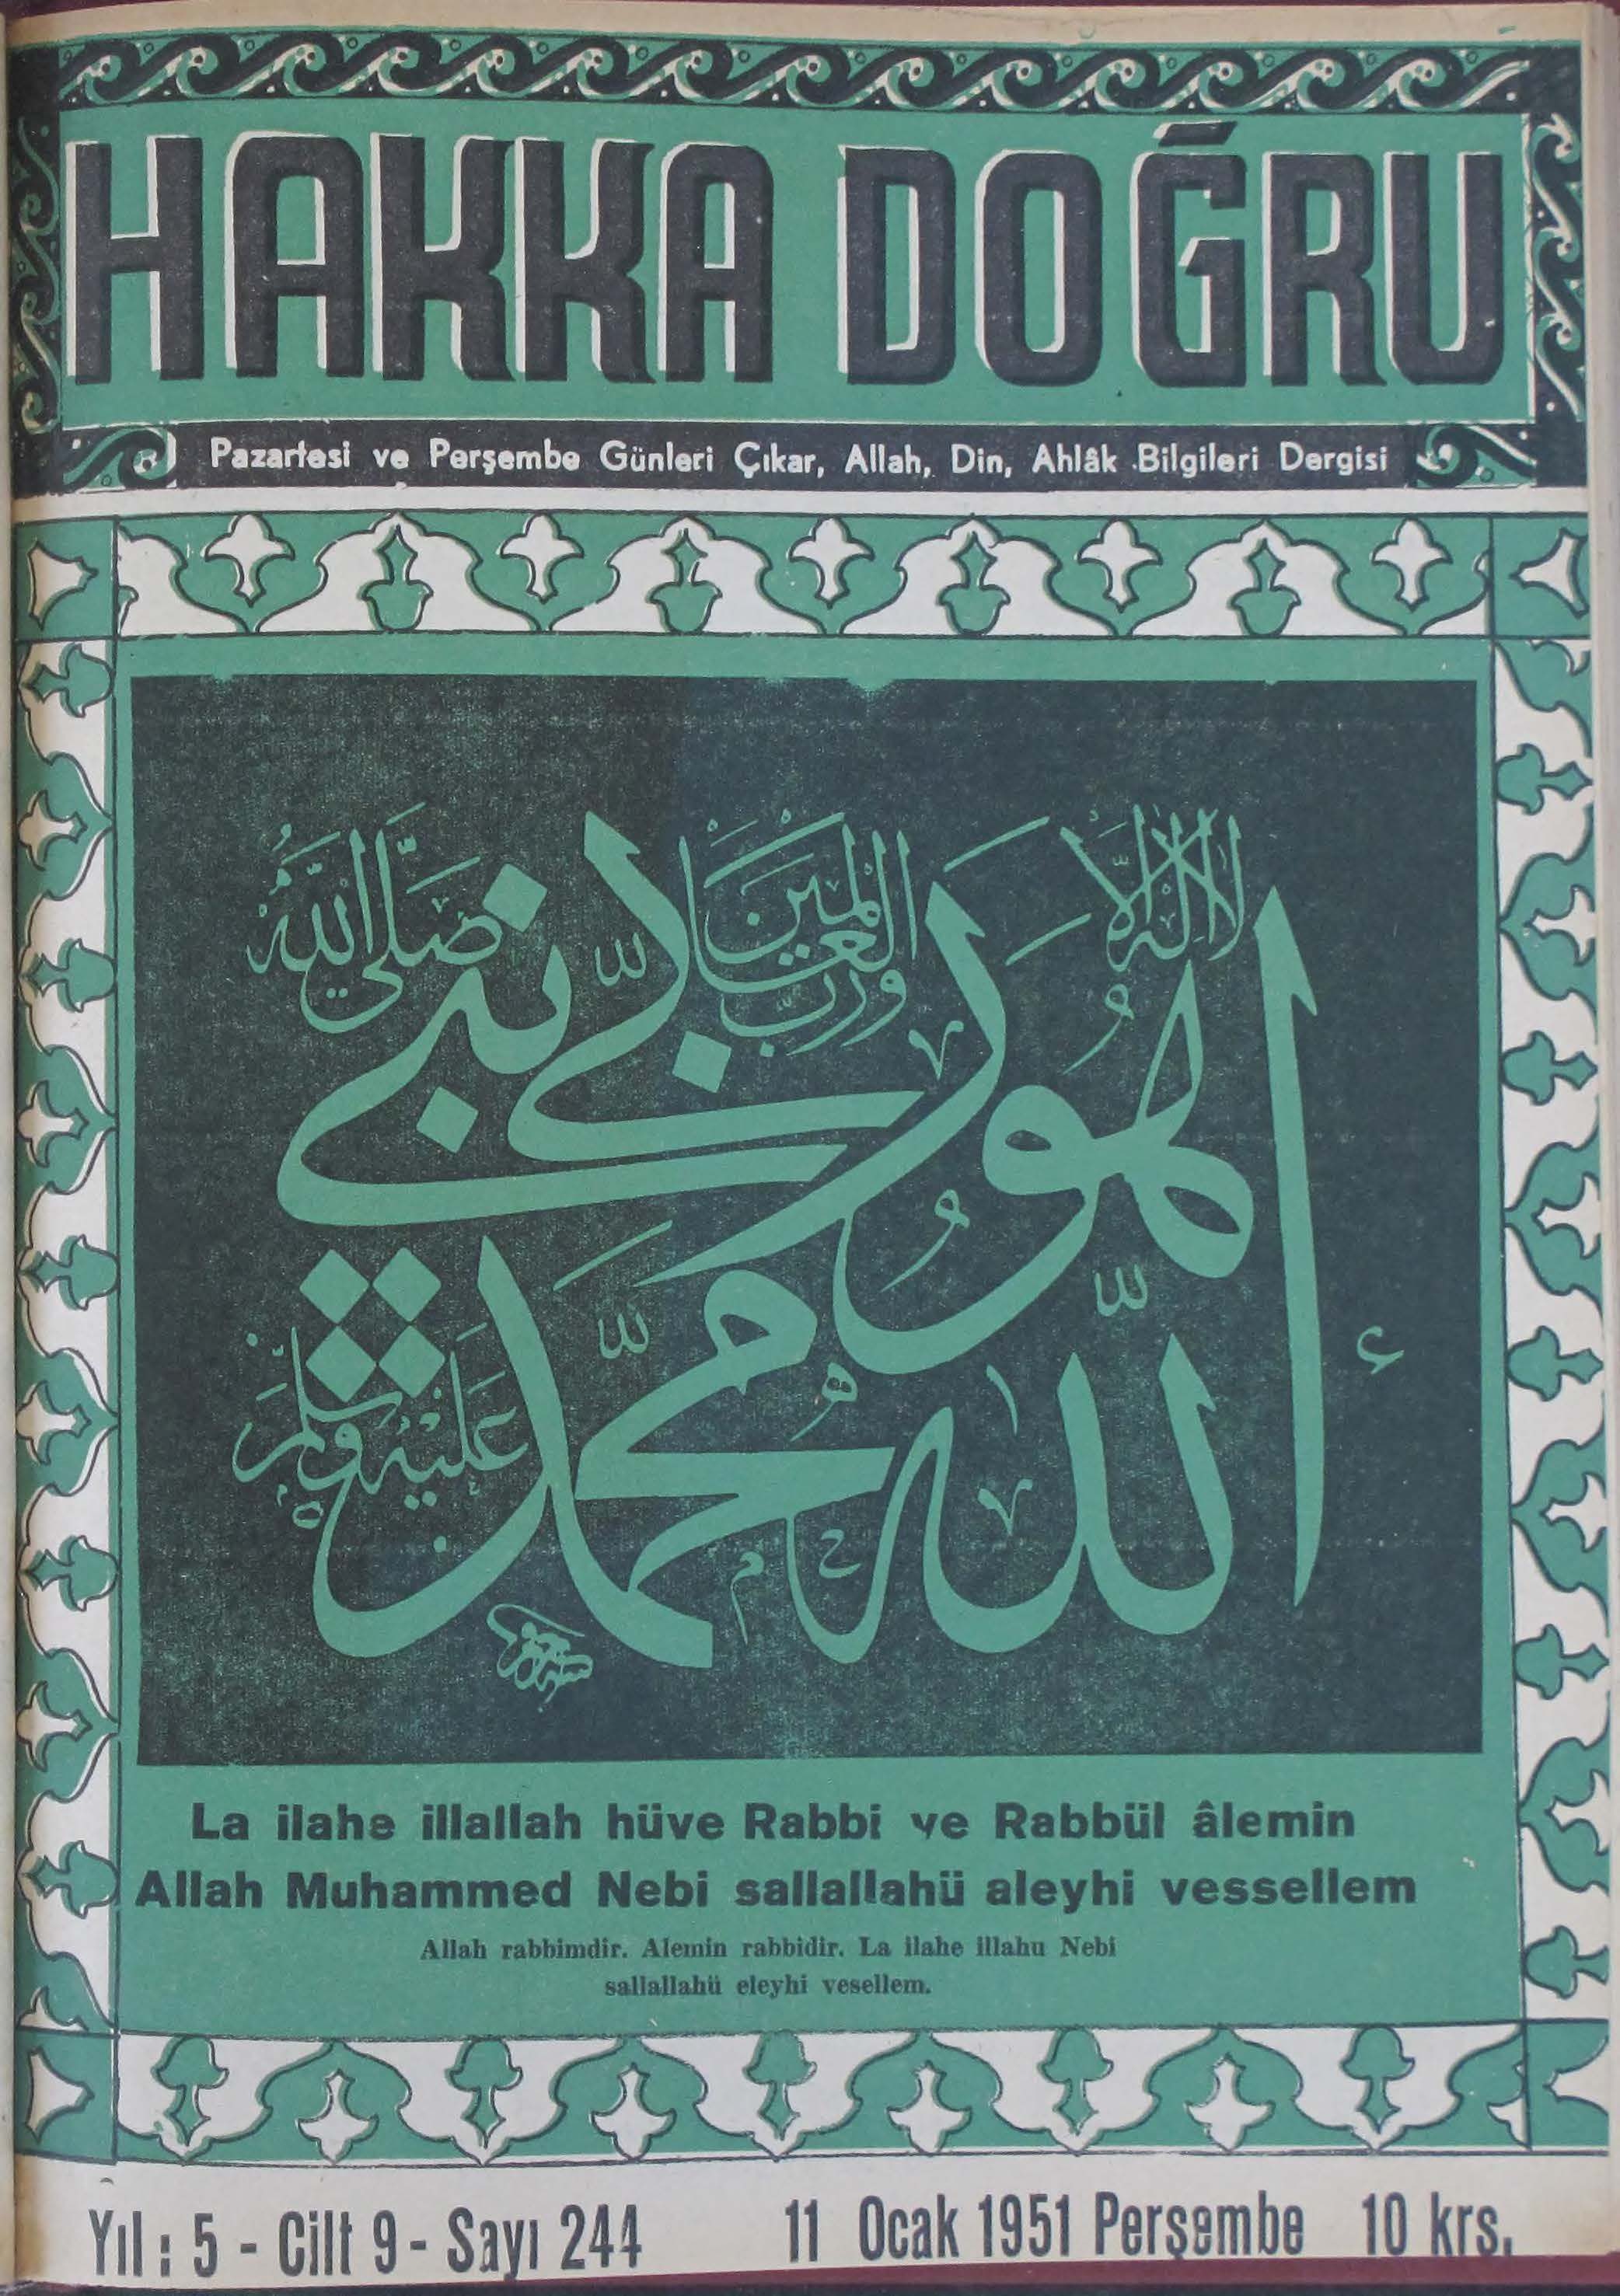 HAKKA DOĞRU
Pazartesi ve Perşembe Günleri Çıkar, Allah, Din, Ahlâk Bilgileri Dergisi
لا اله الا
هو ربي ورب العلمين
نبي صلى الله
الله محمد
عليه وسلم
La ilahe illallah hüve Rabbi ve Rabbül âlemin
Allah Muhammed Nebi sallallahü aleyhi vessellem
Allah rabbimdir. Alemin rabbidir. La ilahe illahu Nebi
sallallahü eleyhi vesellem.
Yıl : 5 - Cilt 9 - Sayı 244 11 Ocak 1951 Perşembe 10 krs.